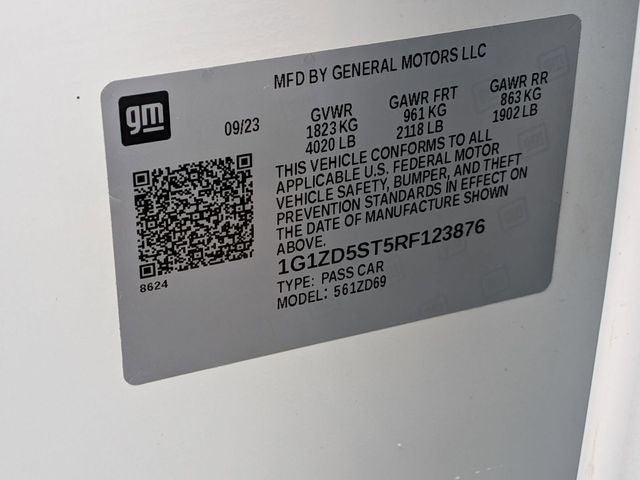 MFD BY GENERAL MOTORS LLC
gm
09/23
GVWR
1823 KG
4020 LB
GAWR FRT
961 KG
2118 LB
GAWR RR
863 KG
1902 LB
THIS VEHICLE CONFORMS TO ALL
APPLICABLE U.S. FEDERAL MOTOR
VEHICLE SAFETY, BUMPER, AND THEFT
PREVENTION STANDARDS IN EFFECT ON
THE DATE OF MANUFACTURE SHOWN
ABOVE.
1G1ZD5ST5RF123876
TYPE: PASS CAR
MODEL: 561ZD69
8624